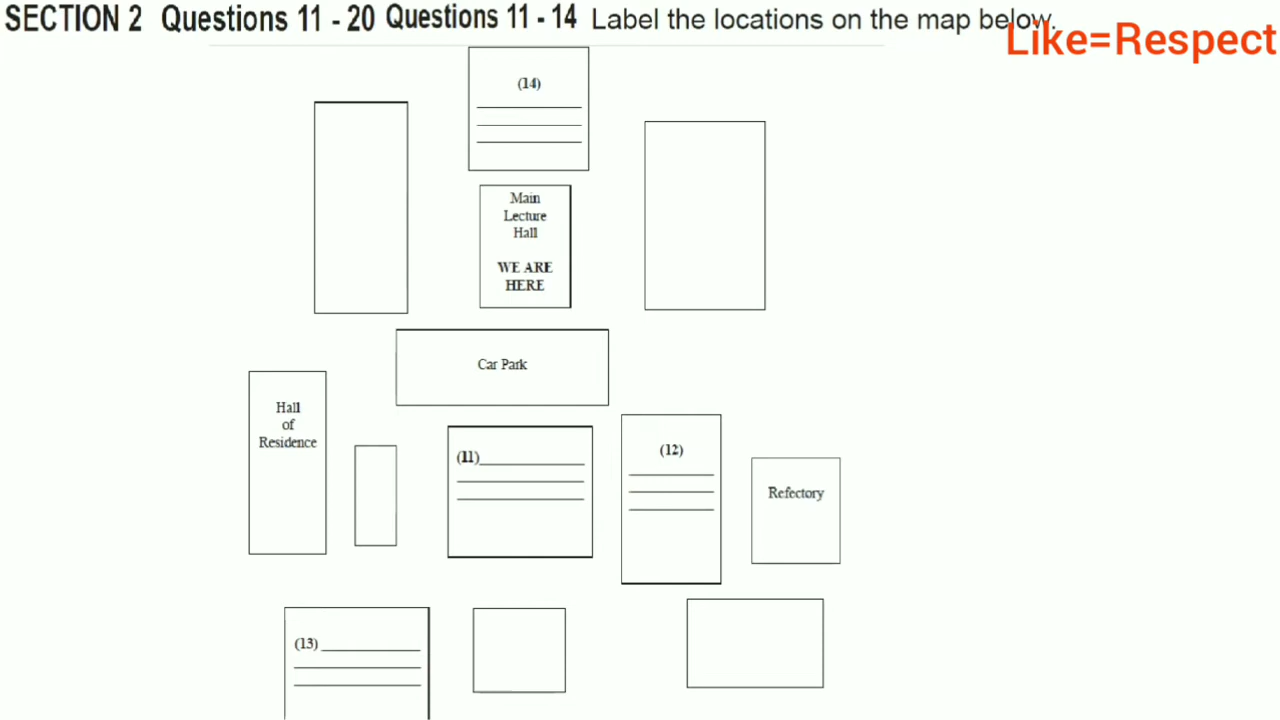 SECTION 2 Questions 11 - 20 Questions 11 - 14 Label the locations on the map below.
Like=Respect
(14)
Main
Lecture
Hall
WE ARE
HERE
Car Park
Hall
of
Residence
(11)
(12)
Refectory
(13)